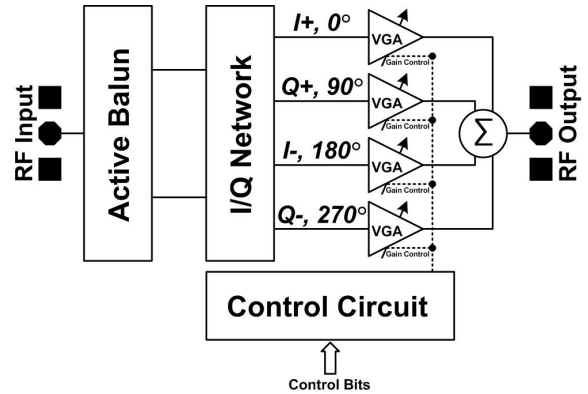 RF Input
Active Balun
I/Q Network
I+, 0°
VGA
Gain Control
Q+, 90°
VGA
Gain Control
I-, 180°
VGA
Gain Control
Q-, 270°
VGA
Gain Control
Σ
RF Output
Control Circuit
Control Bits